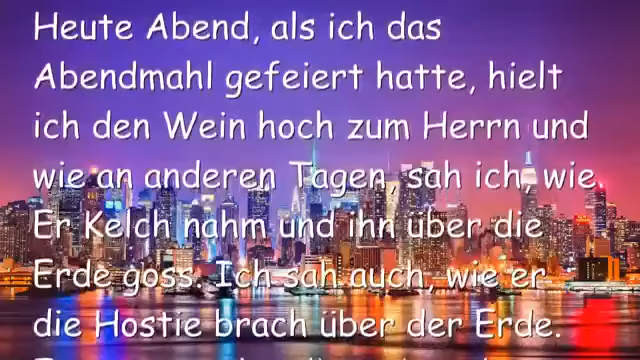 Heute Abend, als ich das
Abendmahl gefeiert hatte, hielt
ich den Wein hoch zum Herrn und
wie an anderen Tagen, sah ich, wie
Er Kelch nahm und ihn über die
Erde goss. Ich sah auch, wie er
die Hostie brach über der Erde.